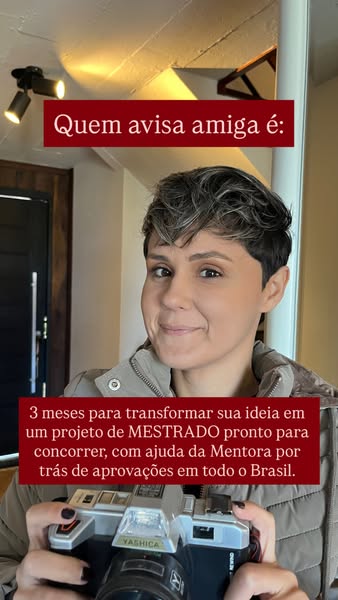 Quem avisa amiga é:
3 meses para transformar sua ideia em
um projeto de MESTRADO pronto para
concorrer, com ajuda da Mentora por
trás de aprovações em todo o Brasil.
YASHICA
REWIND